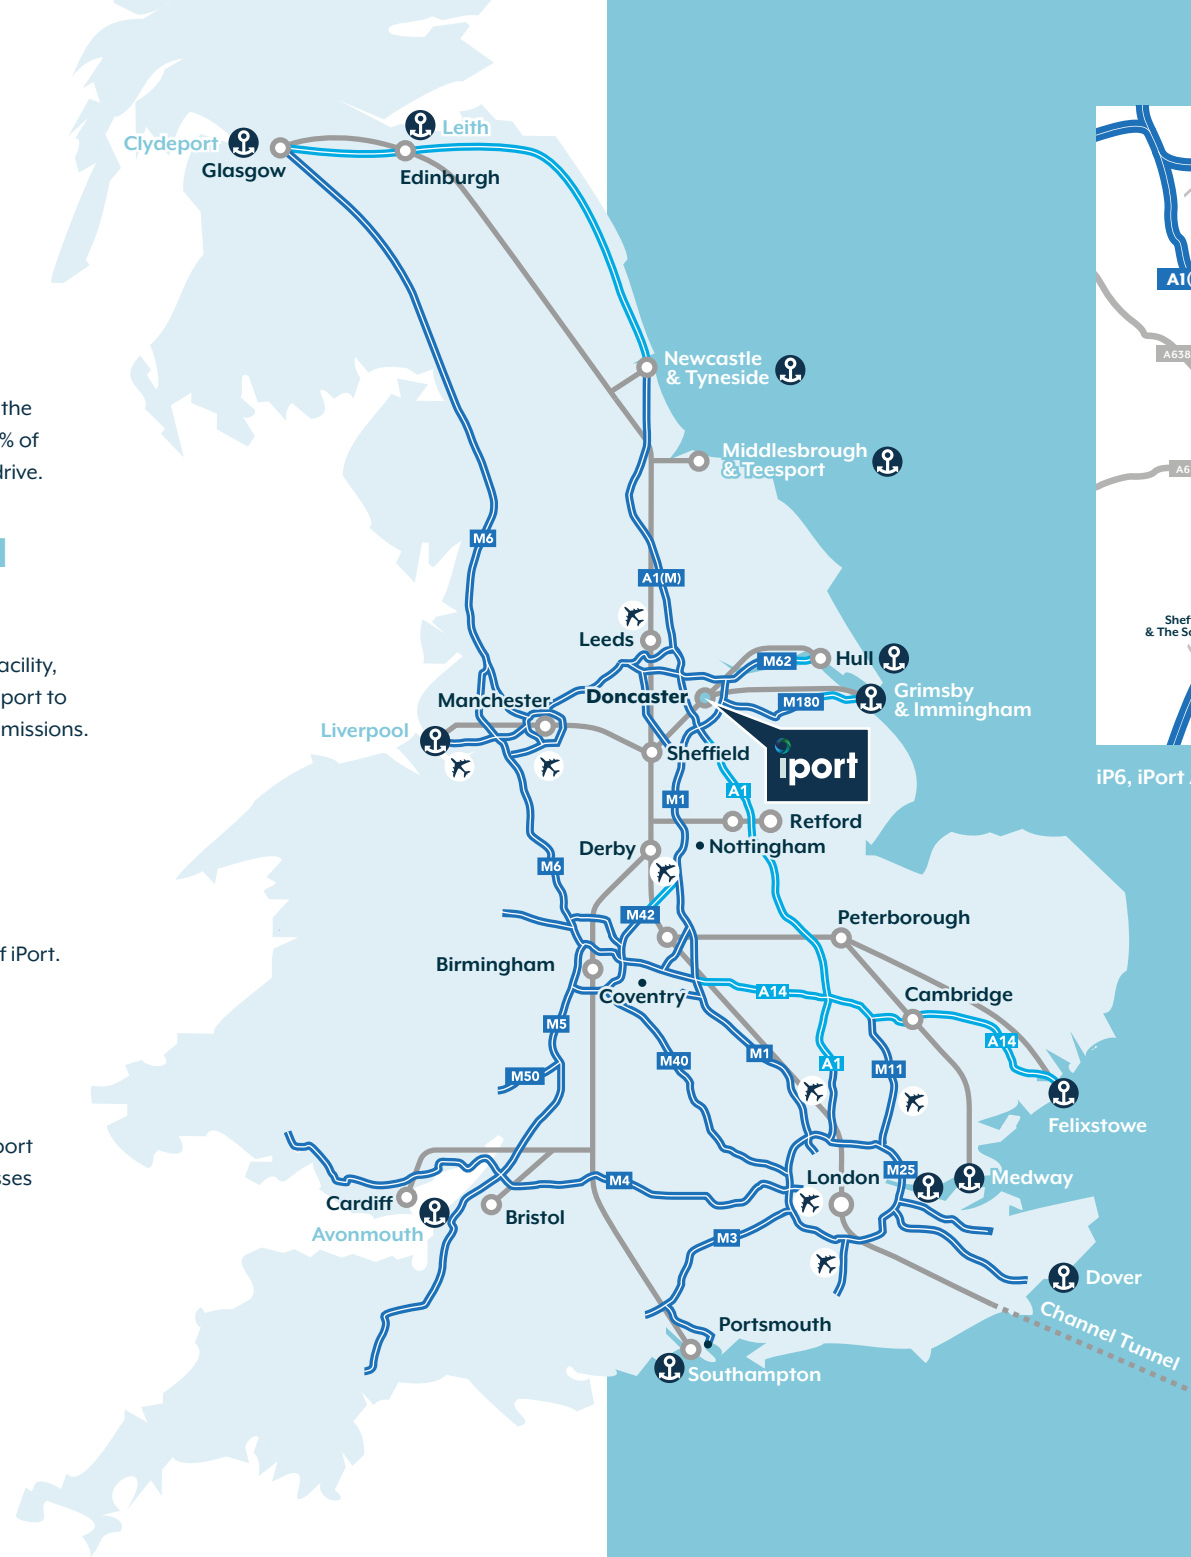 Clydeport
Leith
Glasgow
Edinburgh
Newcastle
& Tyneside
the
% of
drive.
Middlesbrough
& Teesport
M6
A1(M)
A1(
A638
A6
Leeds
M62
Hull
Shef
& The So
acility,
port to
missions.
Manchester
Doncaster
M180
Grimsby
& Immingham
Liverpool
Sheffield
iport
iP6, iPort
M1
A1
Retford
Derby
Nottingham
M6
M42
Peterborough
f iPort.
Birmingham
Coventry
A14
Cambridge
M5
M40
M1
A1
M11
A14
M50
Felixstowe
port
sses
M4
London
M25
Medway
Cardiff
Bristol
Avonmouth
M3
Dover
Portsmouth
Channel Tunnel
Southampton